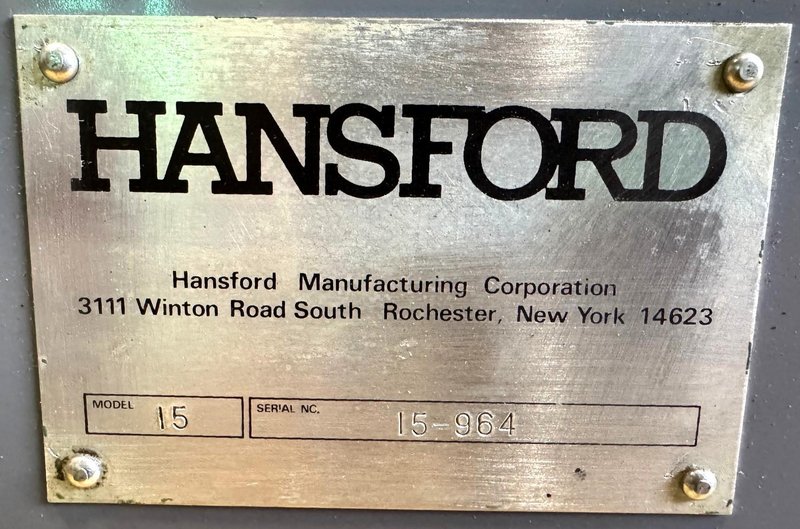 HANSFORD
Hansford Manufacturing Corporation
3111 Winton Road South Rochester, New York 14623
MODEL 15 SERIAL NO. 15-964